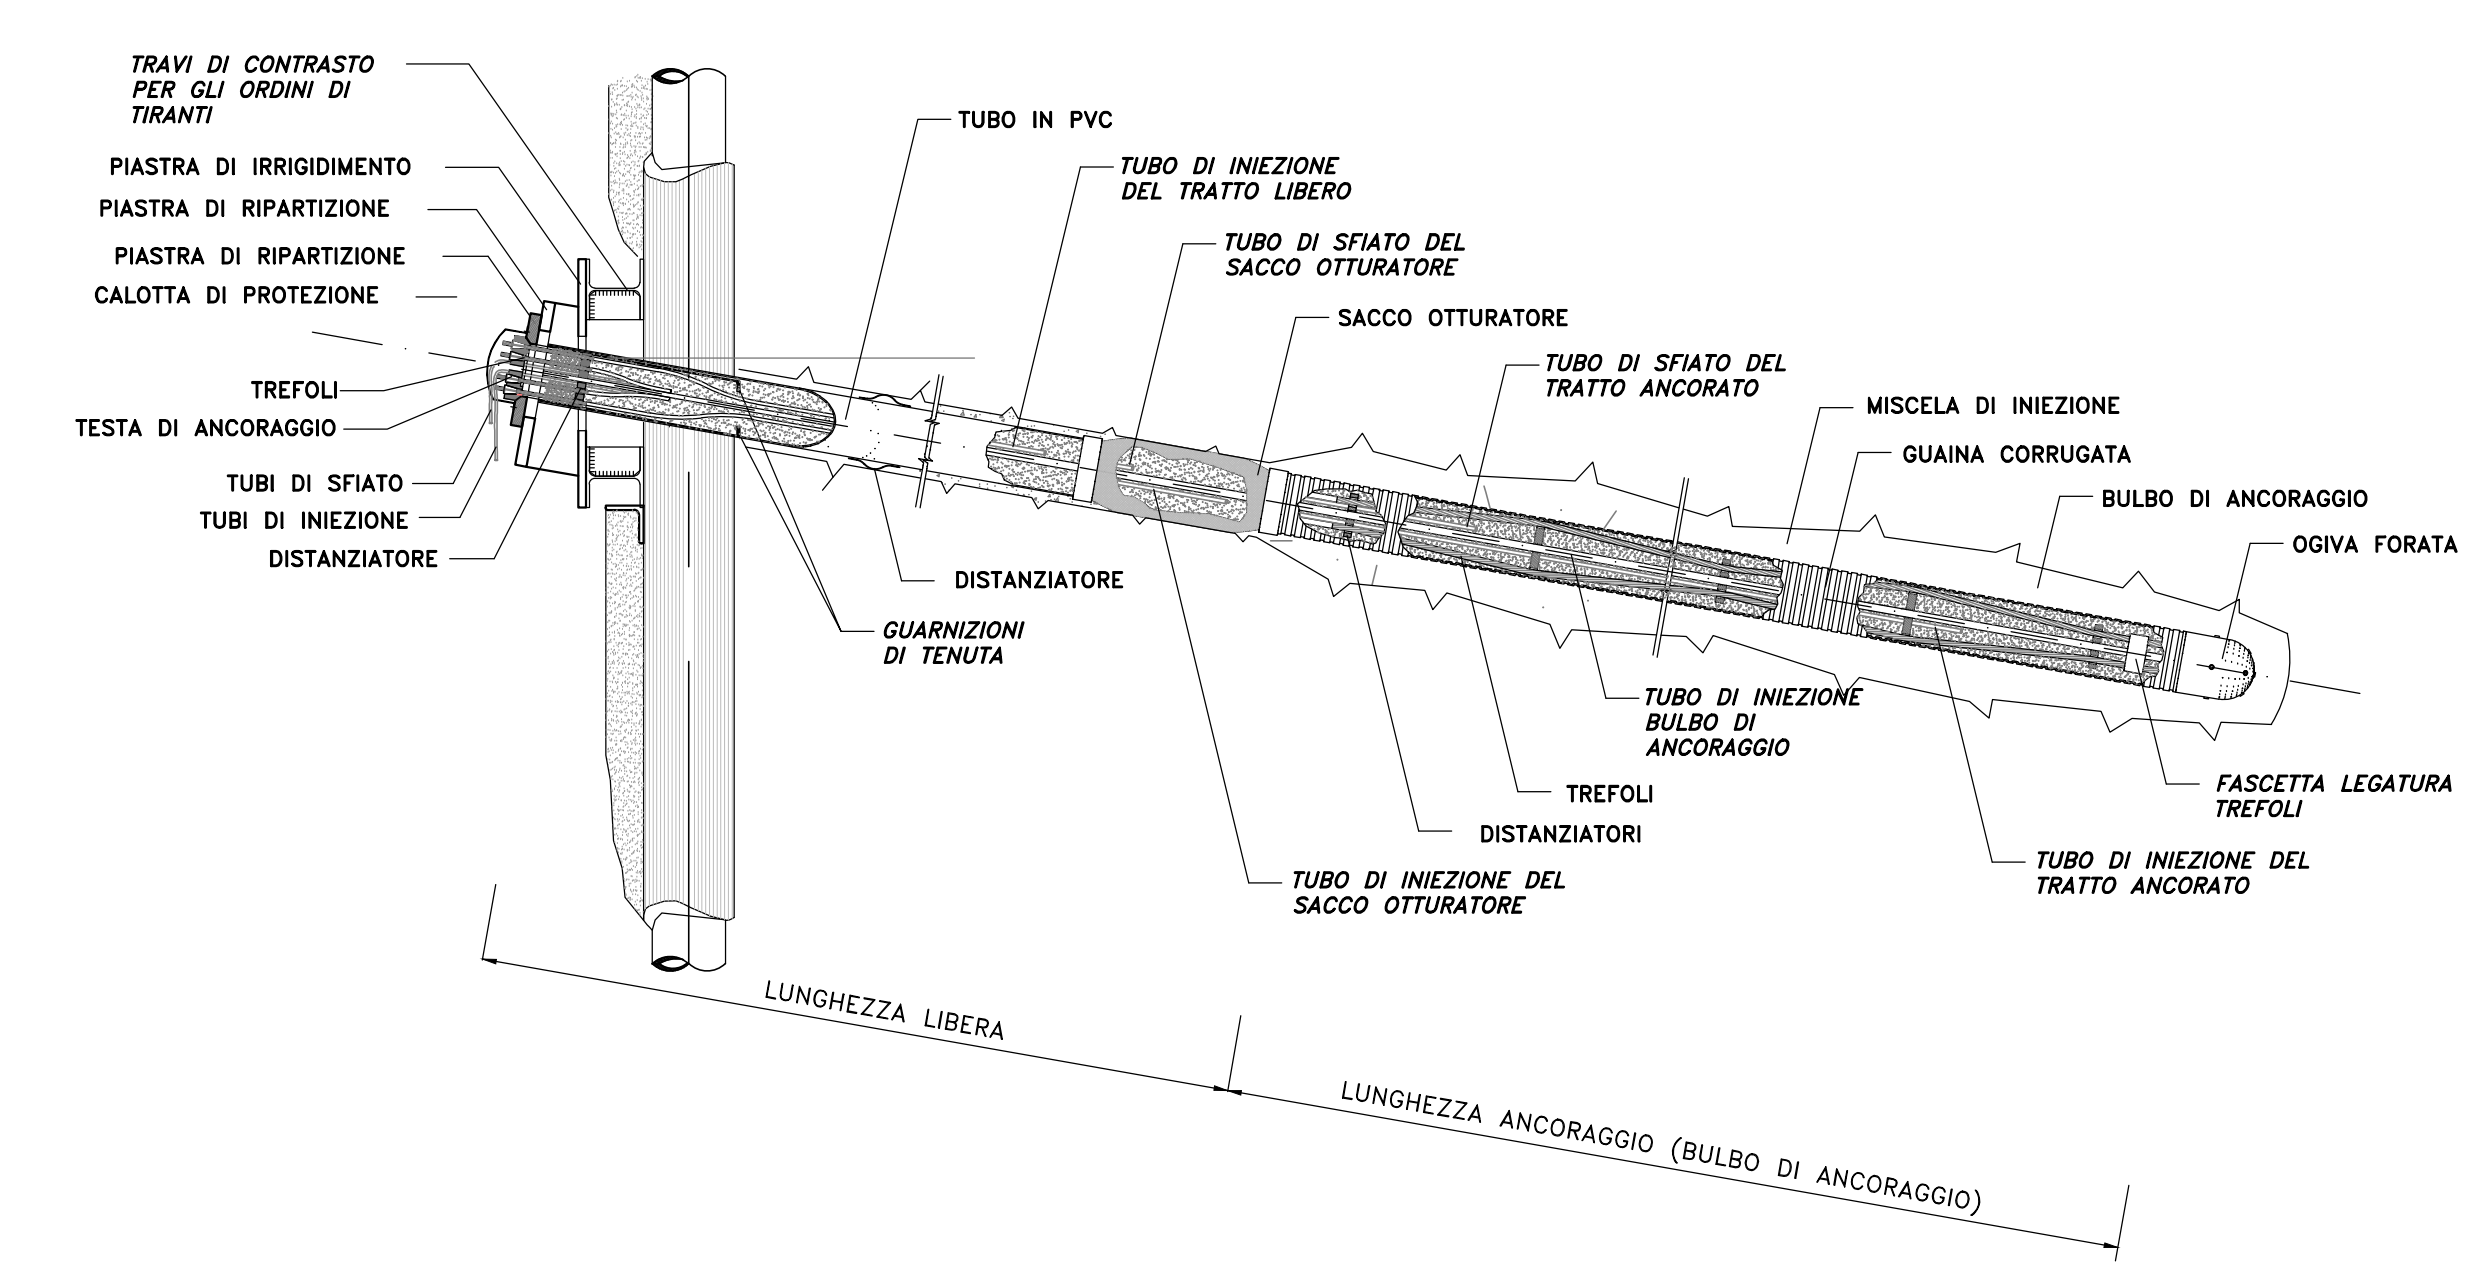 TRAVI DI CONTRASTO
PER GLI ORDINI DI
TIRANTI
PIASTRA DI IRRIGIDIMENTO
PIASTRA DI RIPARTIZIONE
PIASTRA DI RIPARTIZIONE
CALOTTA DI PROTEZIONE
TREFOLI
TESTA DI ANCORAGGIO
TUBI DI SFIATO
TUBI DI INIEZIONE
DISTANZIATORE
TUBO IN PVC
TUBO DI INIEZIONE
DEL TRATTO LIBERO
TUBO DI SFIATO DEL
SACCO OTTURATORE
SACCO OTTURATORE
TUBO DI SFIATO DEL
TRATTO ANCORATO
MISCELA DI INIEZIONE
GUAINA CORRUGATA
BULBO DI ANCORAGGIO
OGIVA FORATA
DISTANZIATORE
GUARNIZIONI
DI TENUTA
TUBO DI INIEZIONE
BULBO DI
ANCORAGGIO
TREFOLI
DISTANZIATORI
TUBO DI INIEZIONE DEL
SACCO OTTURATORE
FASCETTA LEGATURA
TREFOLI
TUBO DI INIEZIONE DEL
TRATTO ANCORATO
LUNGHEZZA LIBERA
LUNGHEZZA ANCORAGGIO (BULBO DI ANCORAGGIO)